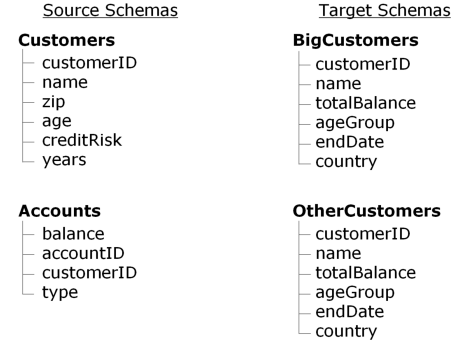 Source Schemas
Customers
customerID
name
zip
age
creditRisk
years
Accounts
balance
accountID
customerID
type
Target Schemas
BigCustomers
customerID
name
totalBalance
ageGroup
endDate
country
OtherCustomers
customerID
name
totalBalance
ageGroup
endDate
country